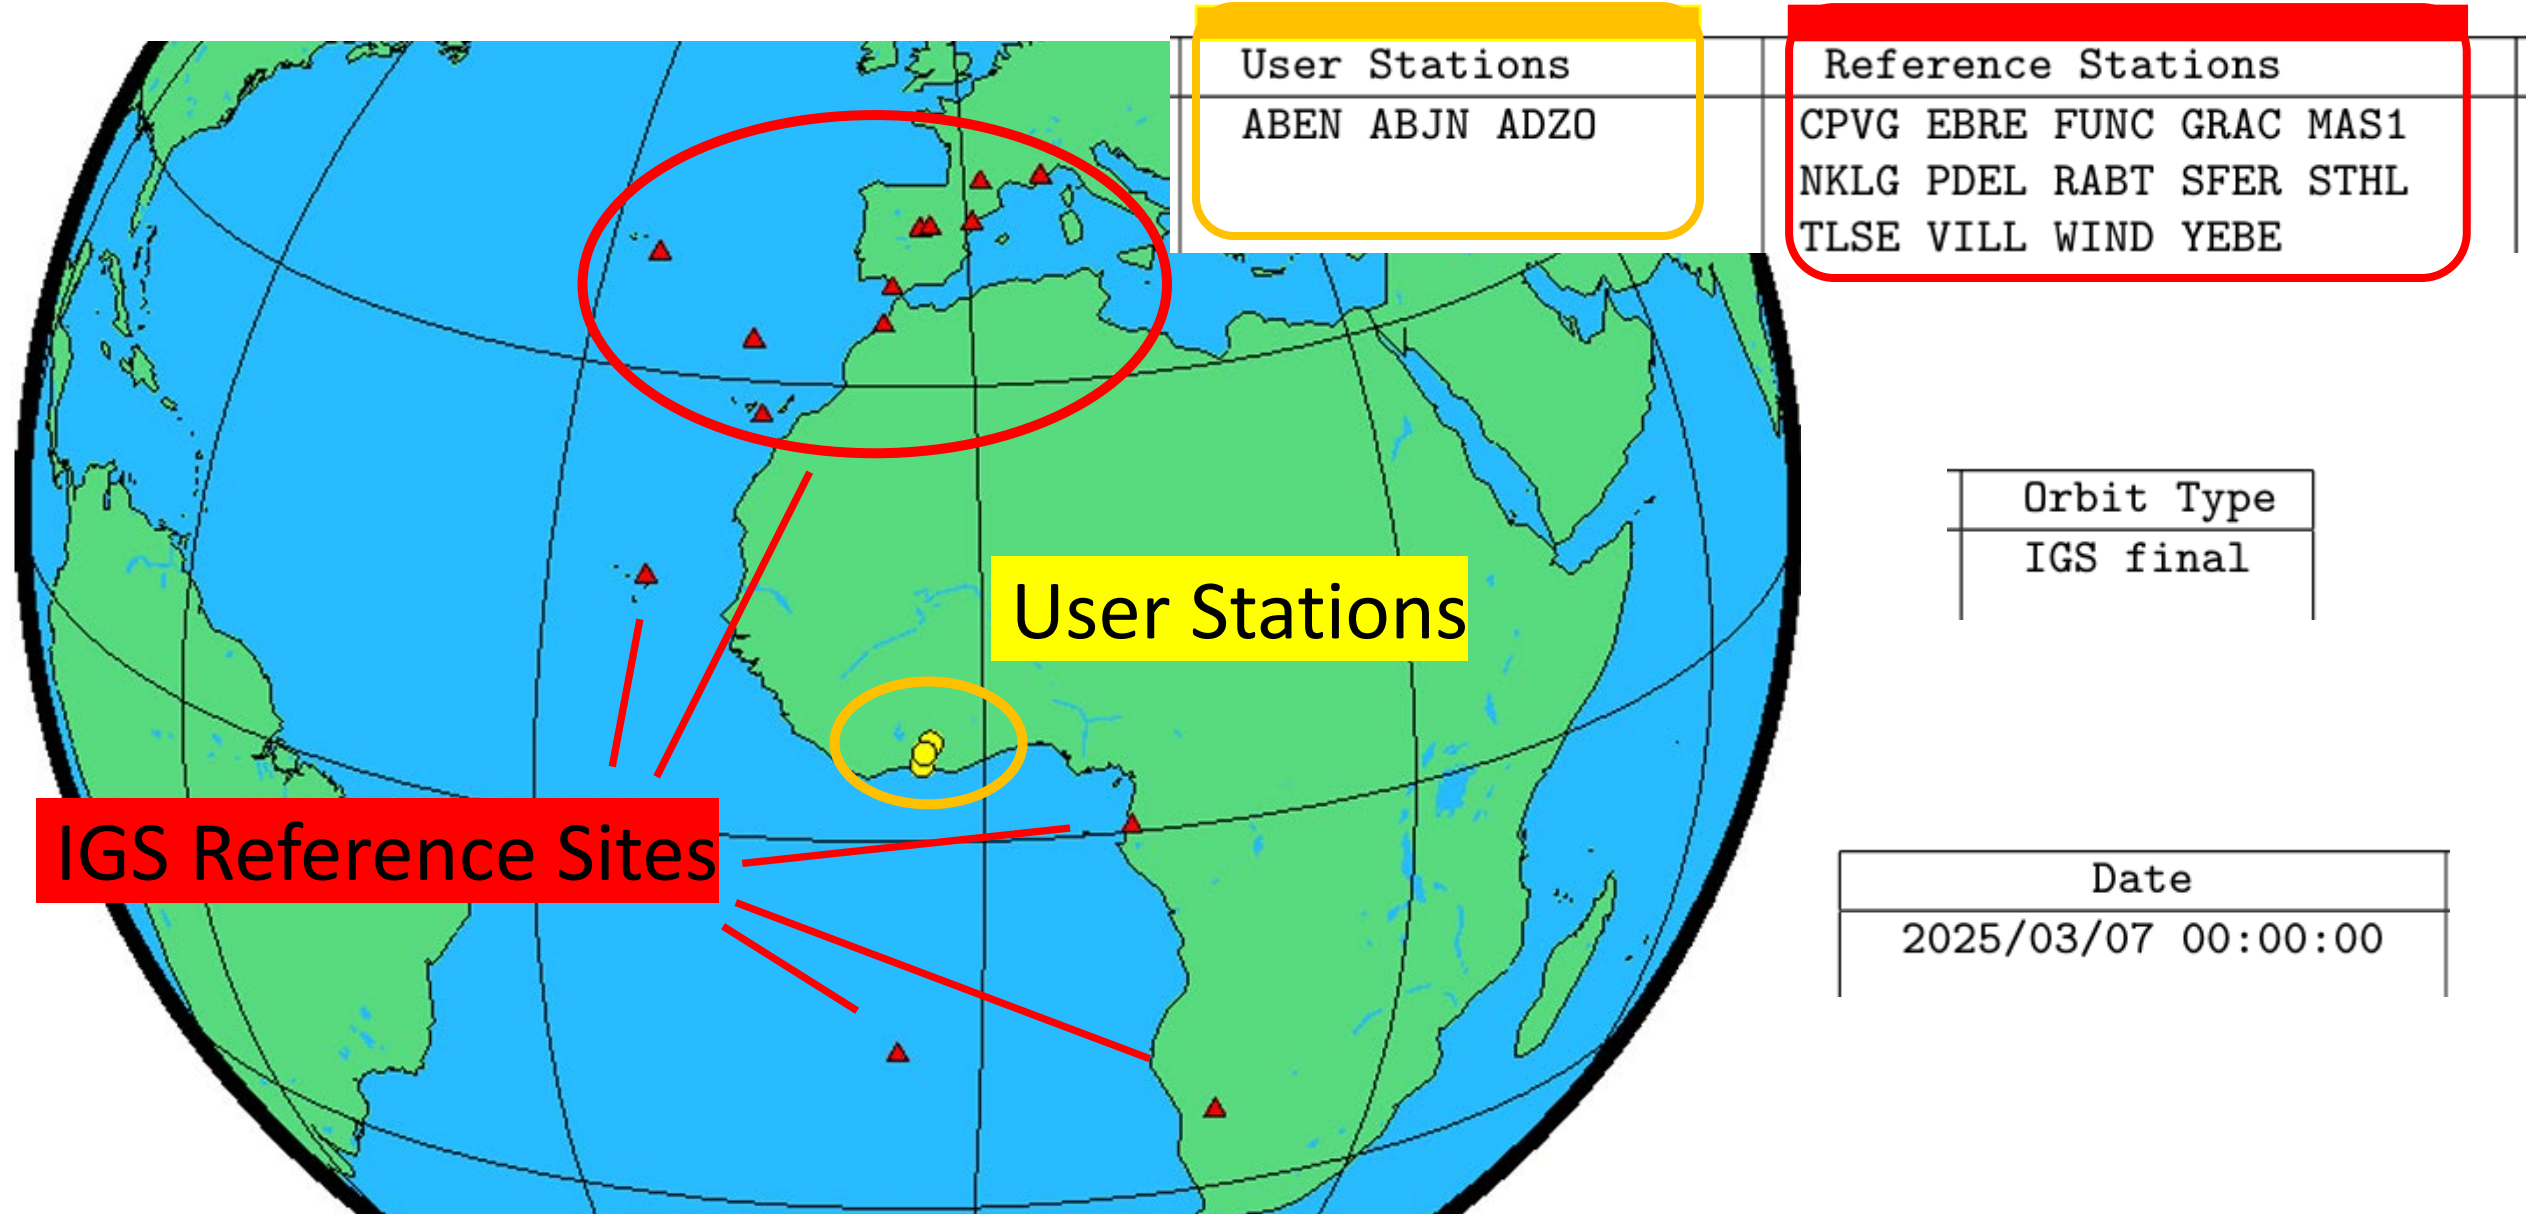 User Stations
ABEN ABJN ADZO
Reference Stations
CPVG EBRE FUNC GRAC MAS1
NKLG PDEL RABT SFER STHL
TLSE VILL WIND YEBE
Orbit Type
IGS final
User Stations
IGS Reference Sites
Date
2025/03/07 00:00:00